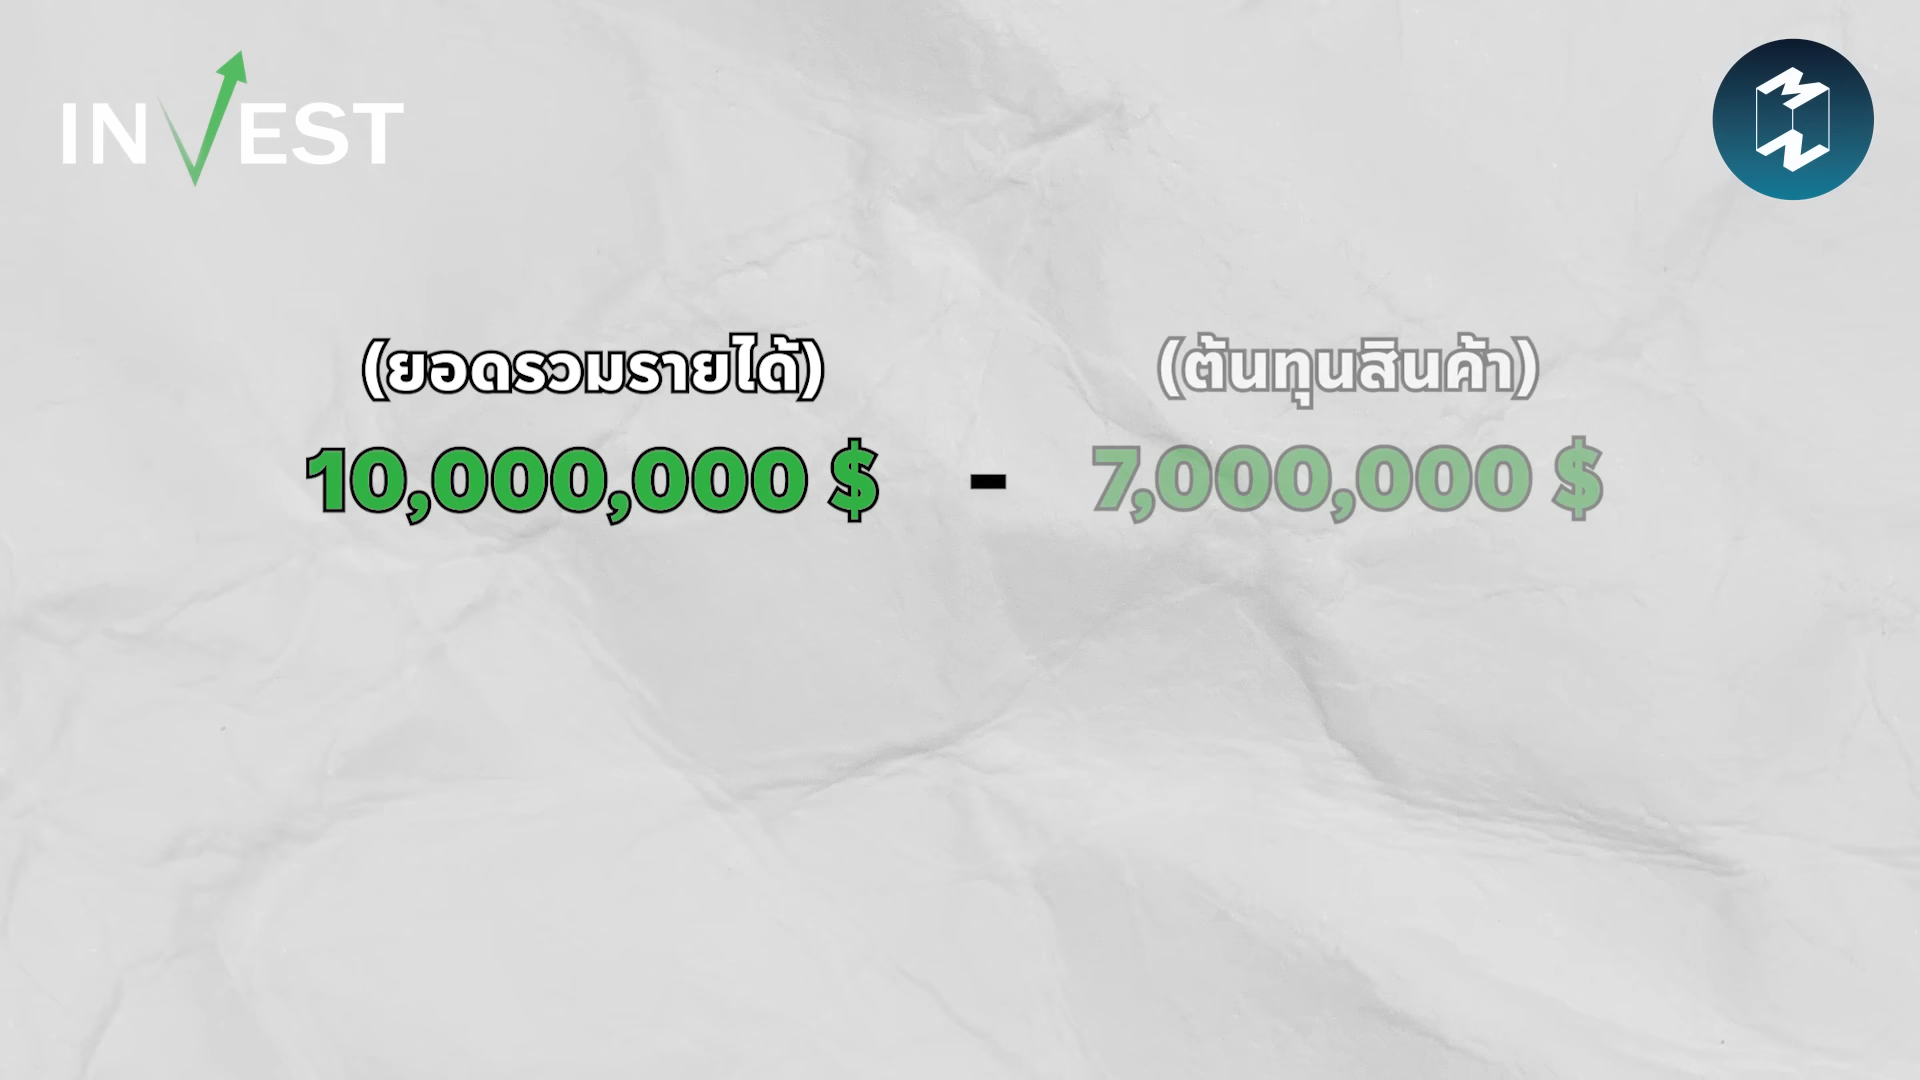 INVEST
(ยอดรวมรายได้)
(ต้นทุนสินค้า)
10,000,000 $ - 7,000,000 $